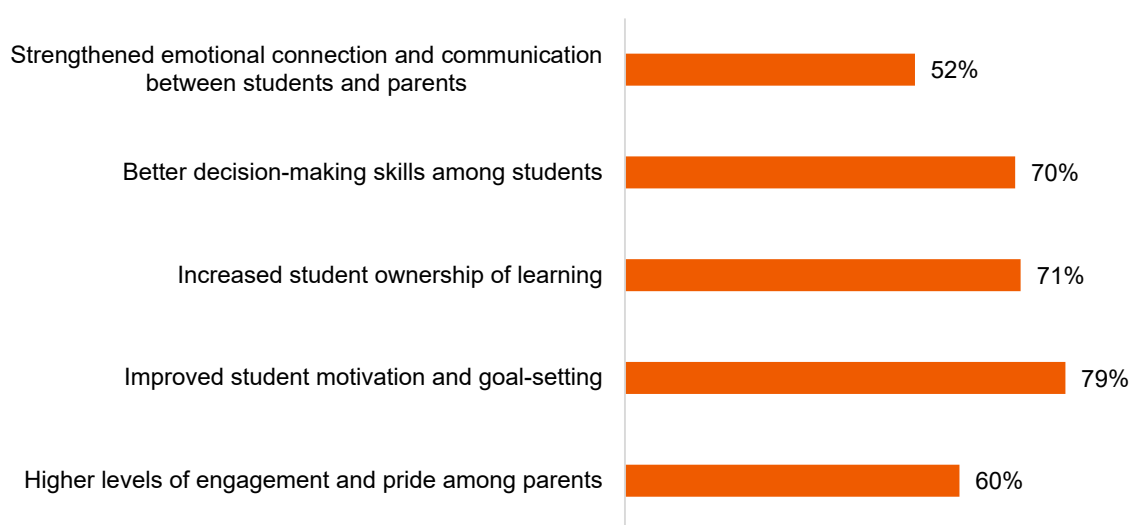 Strengthened emotional connection and communication
between students and parents
52%
Better decision-making skills among students
70%
Increased student ownership of learning
71%
Improved student motivation and goal-setting
79%
Higher levels of engagement and pride among parents
60%